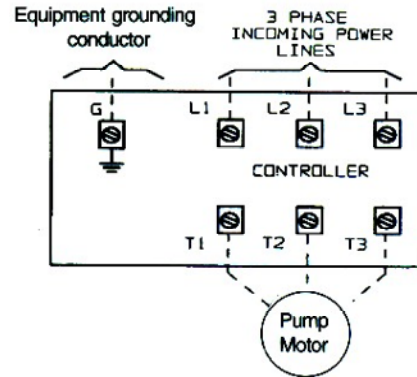 Equipment grounding
conductor
3 PHASE
INCOMING POWER
LINES
G L1 L2 L3
CONTROLLER
T1 T2 T3
Pump
Motor